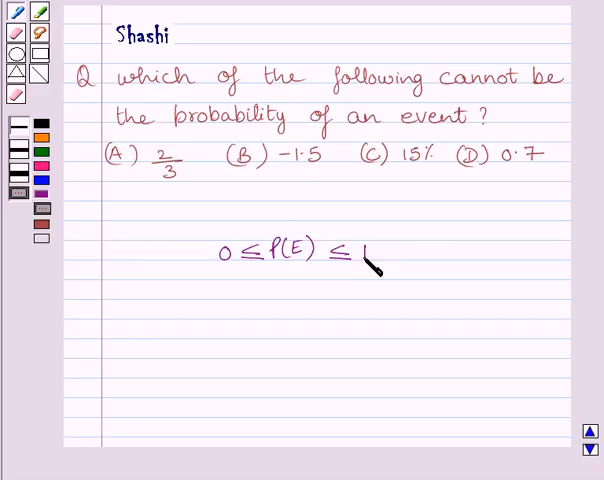 Shashi
Q which of the following cannot be
the probability of an event?
(A) 2/3 (B) -1.5 (C) 15% (D) 0.7
0 ≤ P(E) ≤ 1